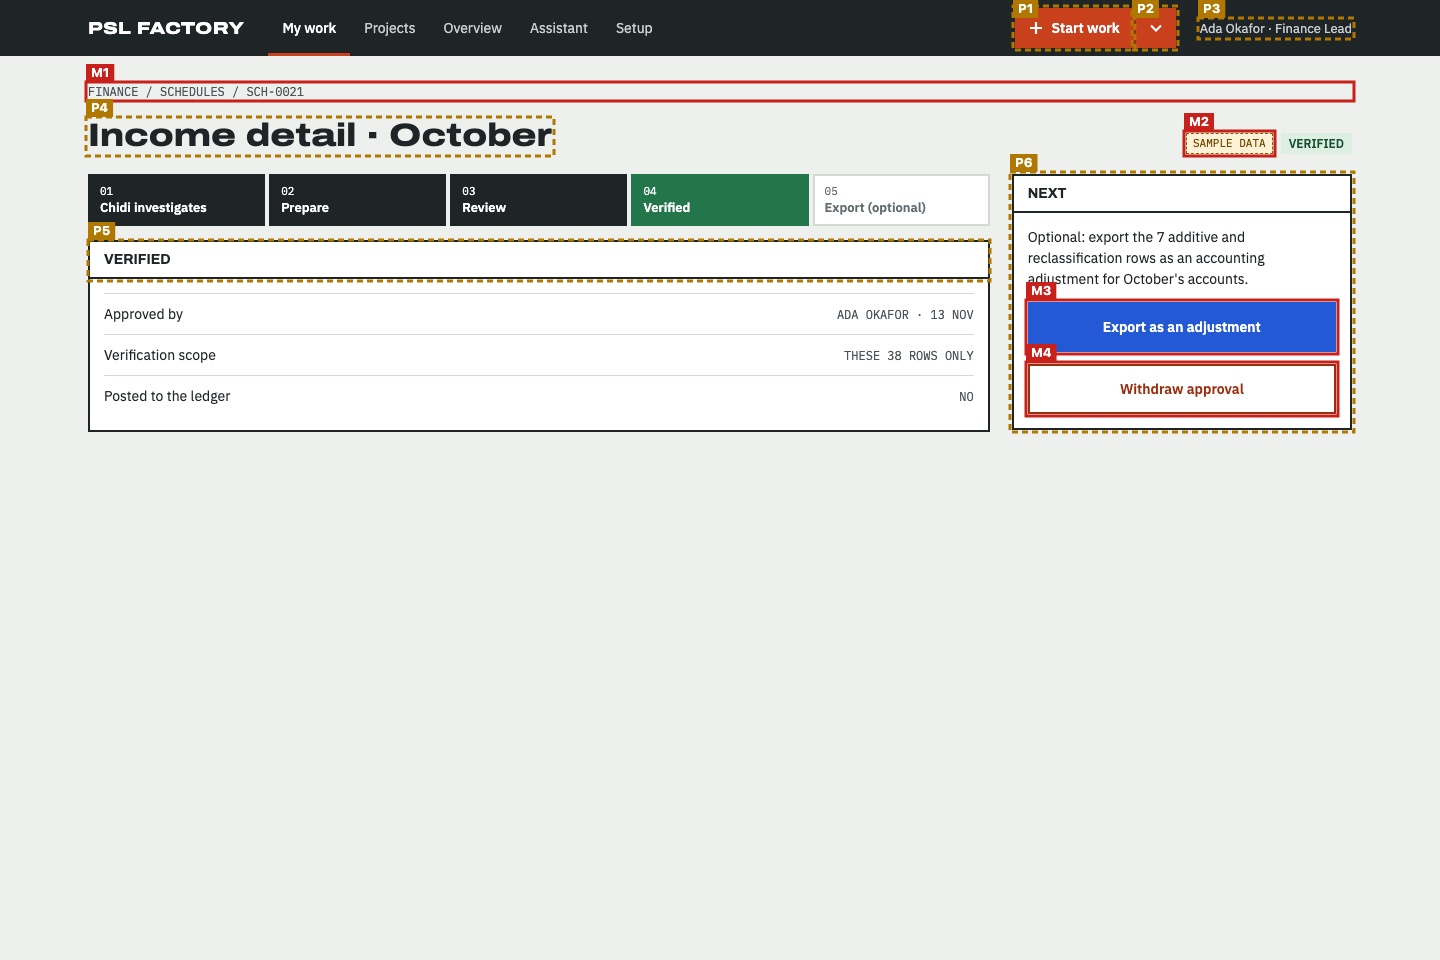 PSL FACTORY
My work
Projects
Overview
Assistant
Setup
P1
Start work
P2
P3
Ada Okafor · Finance Lead
M1
FINANCE / SCHEDULES / SCH-0021
P4
Income detail · October
M2
SAMPLE DATA
VERIFIED
01
Chidi investigates
02
Prepare
03
Review
04
Verified
05
Export (optional)
P5
VERIFIED
Approved by
ADA OKAFOR · 13 NOV
Verification scope
THESE 38 ROWS ONLY
Posted to the ledger
NO
P6
NEXT
Optional: export the 7 additive and
reclassification rows as an accounting
adjustment for October's accounts.
M3
Export as an adjustment
M4
Withdraw approval